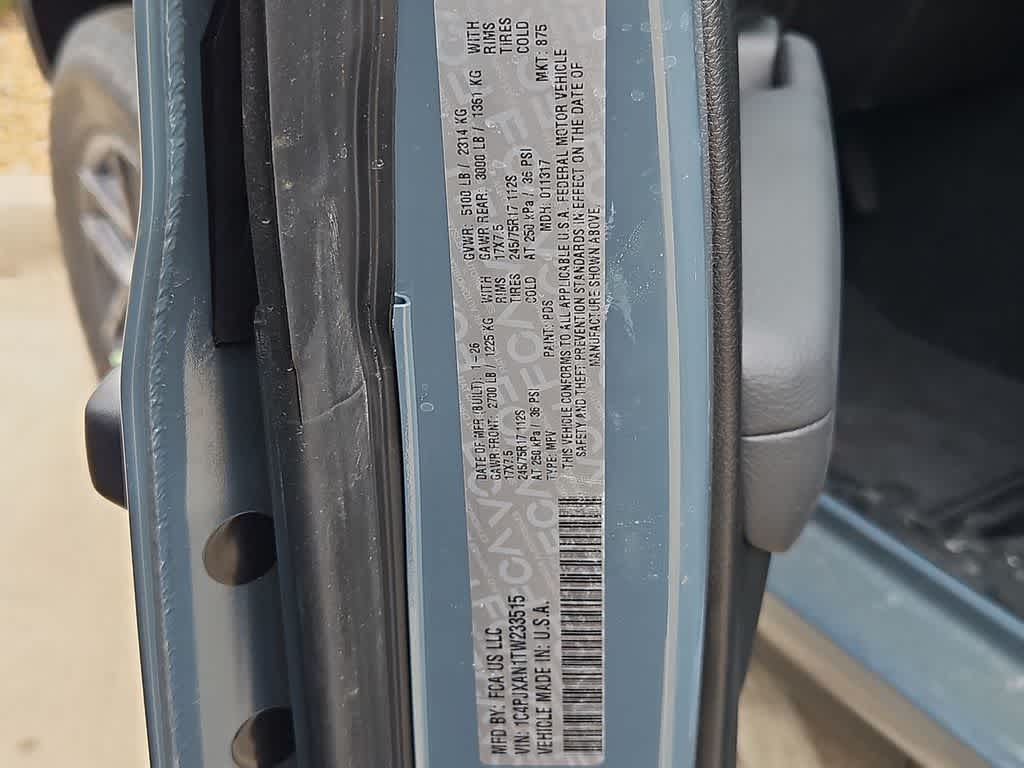 MFD BY: FCA US LLC
VIN: 1C4PJXAN1TW233515
VEHICLE MADE IN: U.S.A.
DATE OF MFR (BUILT): 1-26 GVWR: 5100 LB / 2314 KG
GAWR FRONT: 2700 LB / 1225 KG WITH GAWR REAR: 3000 LB / 1361 KG WITH
17X7.5 RIMS 17X7.5 RIMS
245/75R17 112S TIRES 245/75R17 112S TIRES
AT 250 kPa / 36 PSI COLD AT 250 kPa / 36 PSI COLD
TYPE: MPV PAINT: PDS MDH: 011317 MKT: 875
THIS VEHICLE CONFORMS TO ALL APPLICABLE U.S.A. FEDERAL MOTOR VEHICLE
SAFETY AND THEFT PREVENTION STANDARDS IN EFFECT ON THE DATE OF
MANUFACTURE SHOWN ABOVE